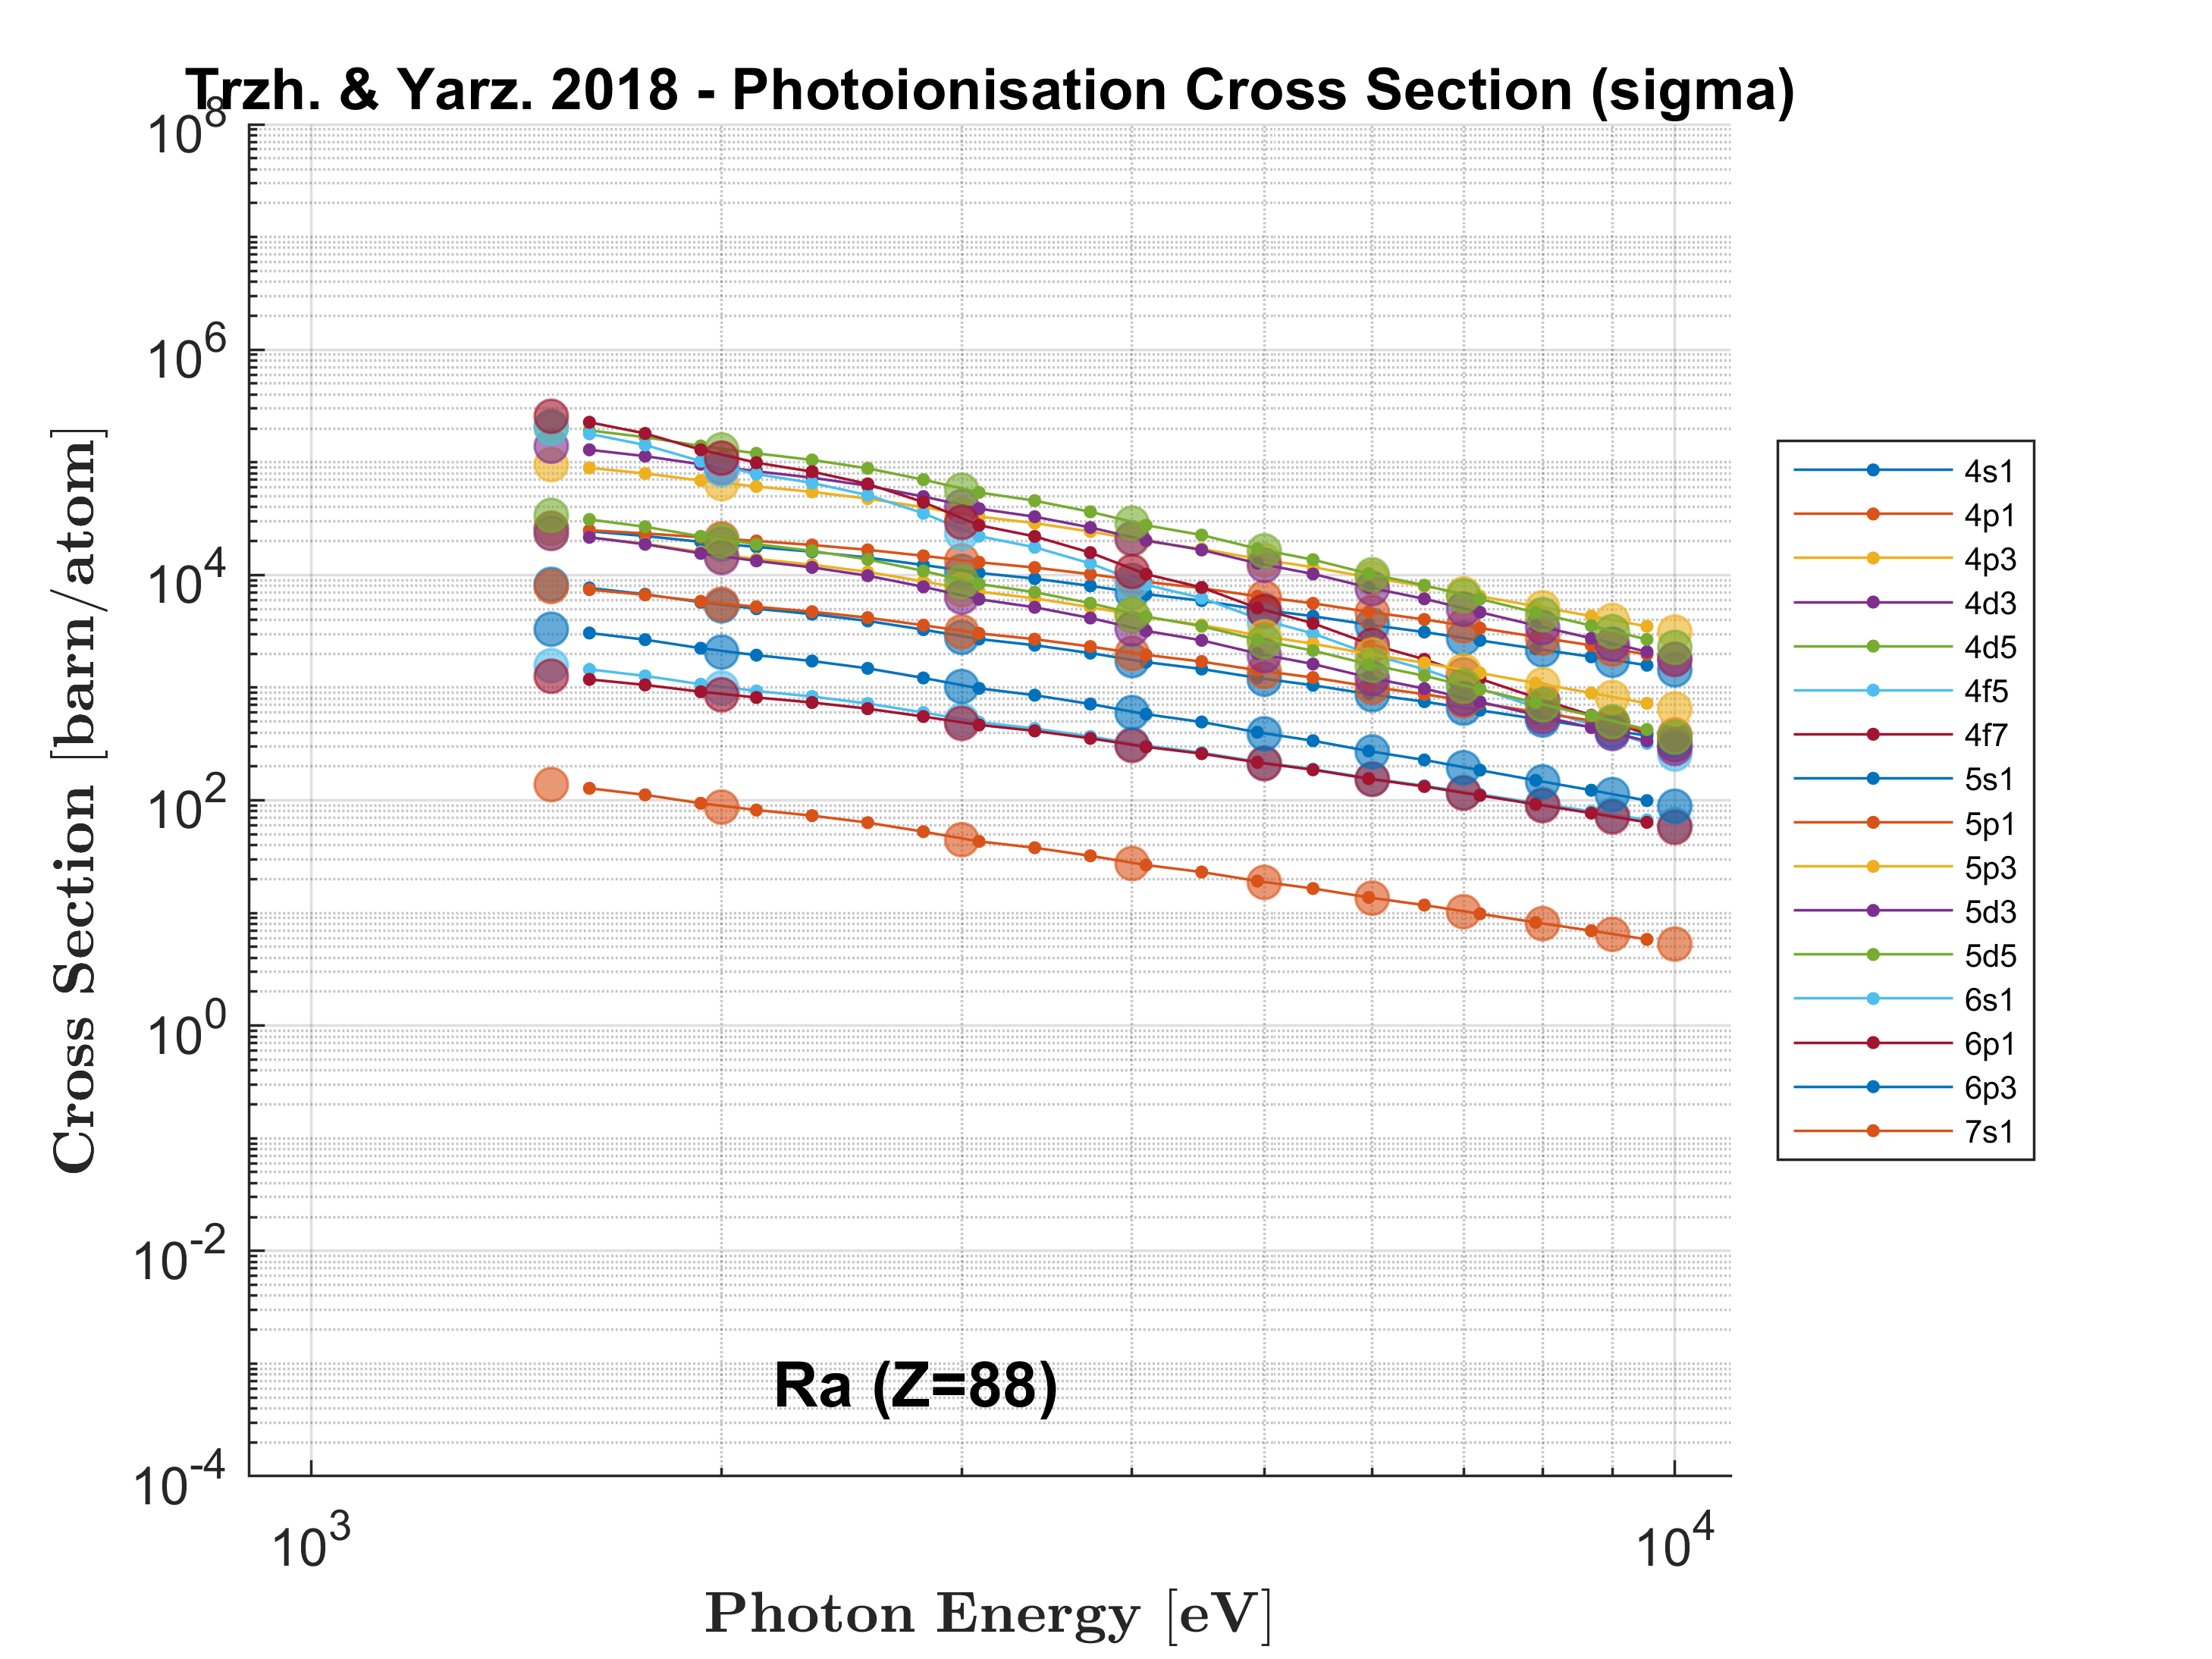 Trzh. & Yarz. 2018 - Photoionisation Cross Section (sigma)
10^8
10^6
10^4
10^2
10^0
10^-2
10^-4
Cross Section [barn/atom]
Ra (Z=88)
10^3
10^4
Photon Energy [eV]
4s1
4p1
4p3
4d3
4d5
4f5
4f7
5s1
5p1
5p3
5d3
5d5
6s1
6p1
6p3
7s1